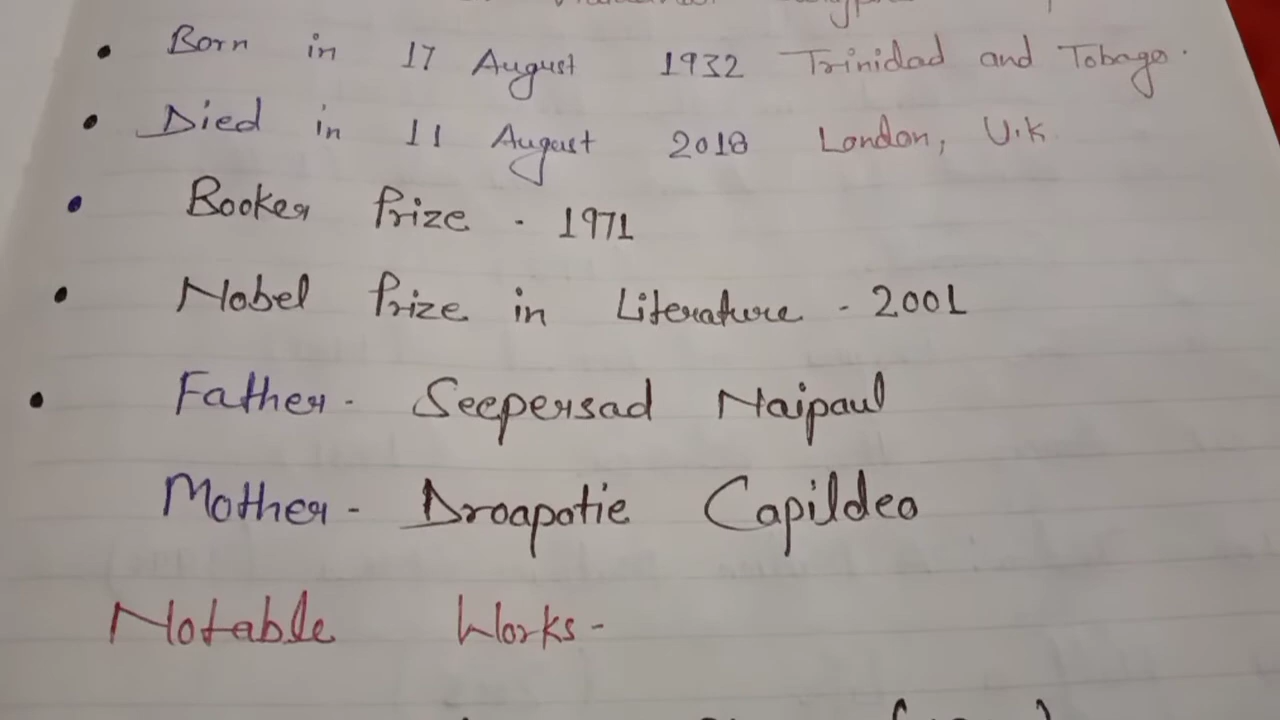 Born in 17 August 1932 Trinidad and Tobago.
Died in 11 August 2018 London, U.K
Booker Prize - 1971
Nobel Prize in Literature - 2001
Father - Seepersad Naipaul
Mother - Droapatie Capildeo
Notable Works -